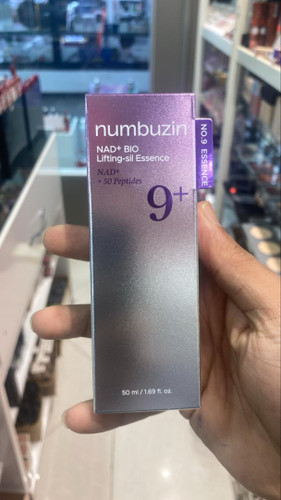 numbuzin
NAD+ BIO
Lifting-sil Essence
NAD+
+ 50 Peptides
9+
NO.9 ESSENCE
50 ml / 1.69 fl. oz.